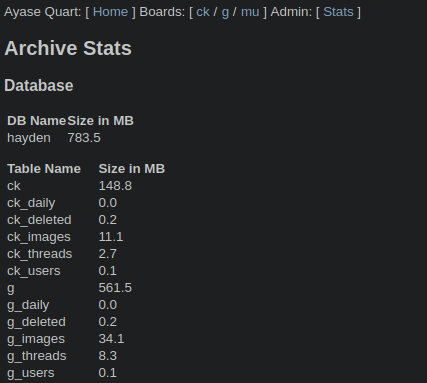 Ayase Quart: [ Home ] Boards: [ ck / g / mu ] Admin: [ Stats ]
Archive Stats
Database
DB Name Size in MB
hayden 783.5
Table Name Size in MB
ck 148.8
ck_daily 0.0
ck_deleted 0.2
ck_images 11.1
ck_threads 2.7
ck_users 0.1
g 561.5
g_daily 0.0
g_deleted 0.2
g_images 34.1
g_threads 8.3
g_users 0.1